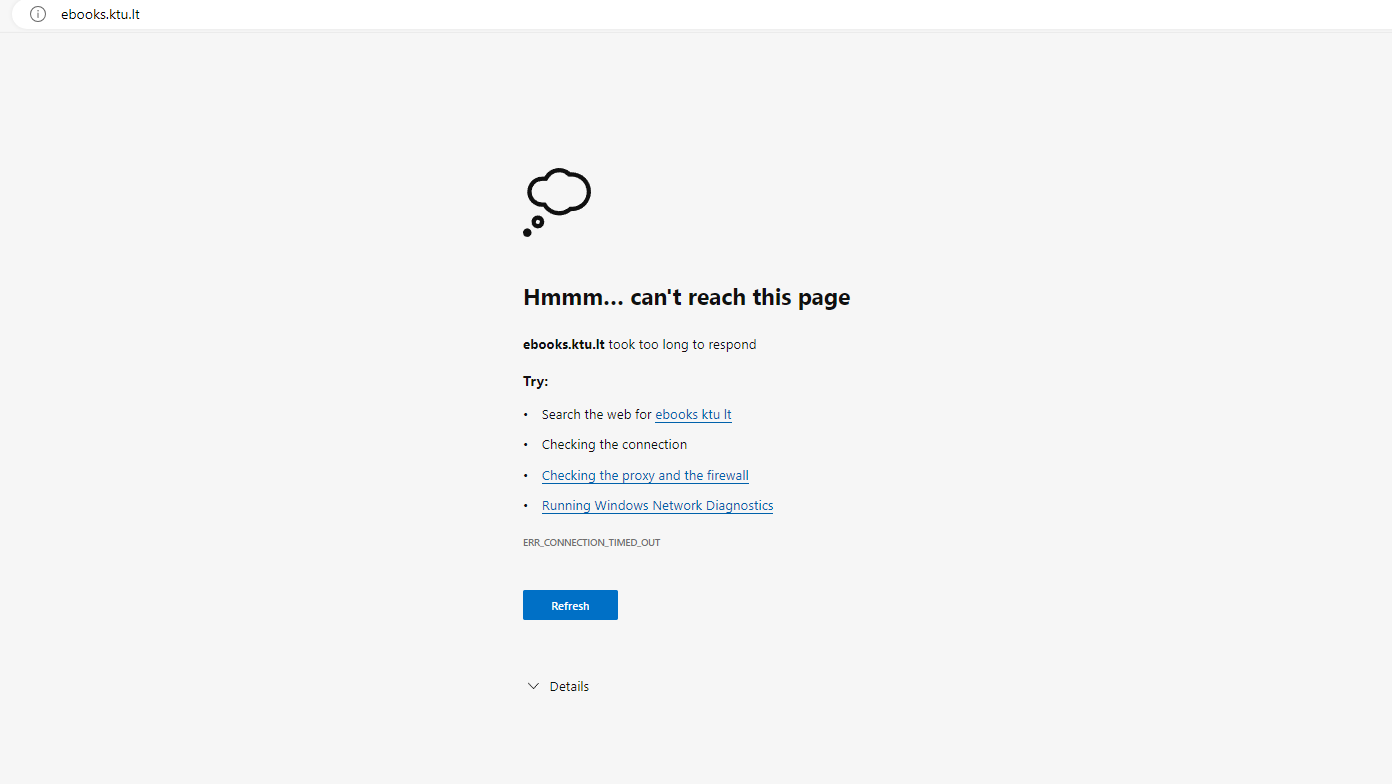 ebooks.ktu.lt
Hmmm... can't reach this page
ebooks.ktu.lt took too long to respond
Try:
• Search the web for ebooks ktu lt
• Checking the connection
• Checking the proxy and the firewall
• Running Windows Network Diagnostics
ERR_CONNECTION_TIMED_OUT
Refresh
Details